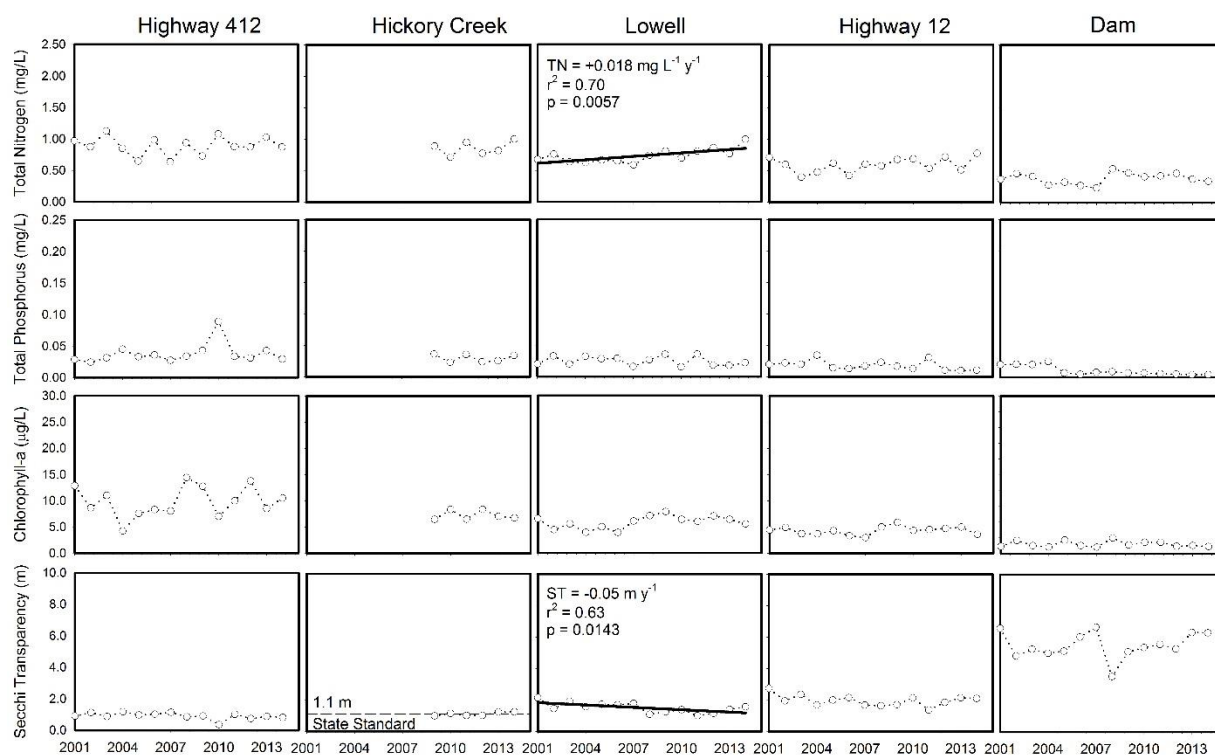 Highway 412 Hickory Creek Lowell Highway 12 Dam
Total Nitrogen (mg/L)
2.50
2.00
1.50
1.00
0.50
0.00
TN = +0.018 mg L⁻¹ y⁻¹
r² = 0.70
p = 0.0057
Total Phosphorus (mg/L)
0.25
0.20
0.15
0.10
0.05
0.00
Chlorophyll-a (µg/L)
30.0
25.0
20.0
15.0
10.0
5.0
0.0
Secchi Transparency (m)
10.0
8.0
6.0
4.0
2.0
0.0
1.1 m
State Standard
ST = -0.05 m y⁻¹
r² = 0.63
p = 0.0143
2001 2004 2007 2010 2013 2001 2004 2007 2010 2013 2001 2004 2007 2010 2013 2001 2004 2007 2010 2013 2001 2004 2007 2010 2013